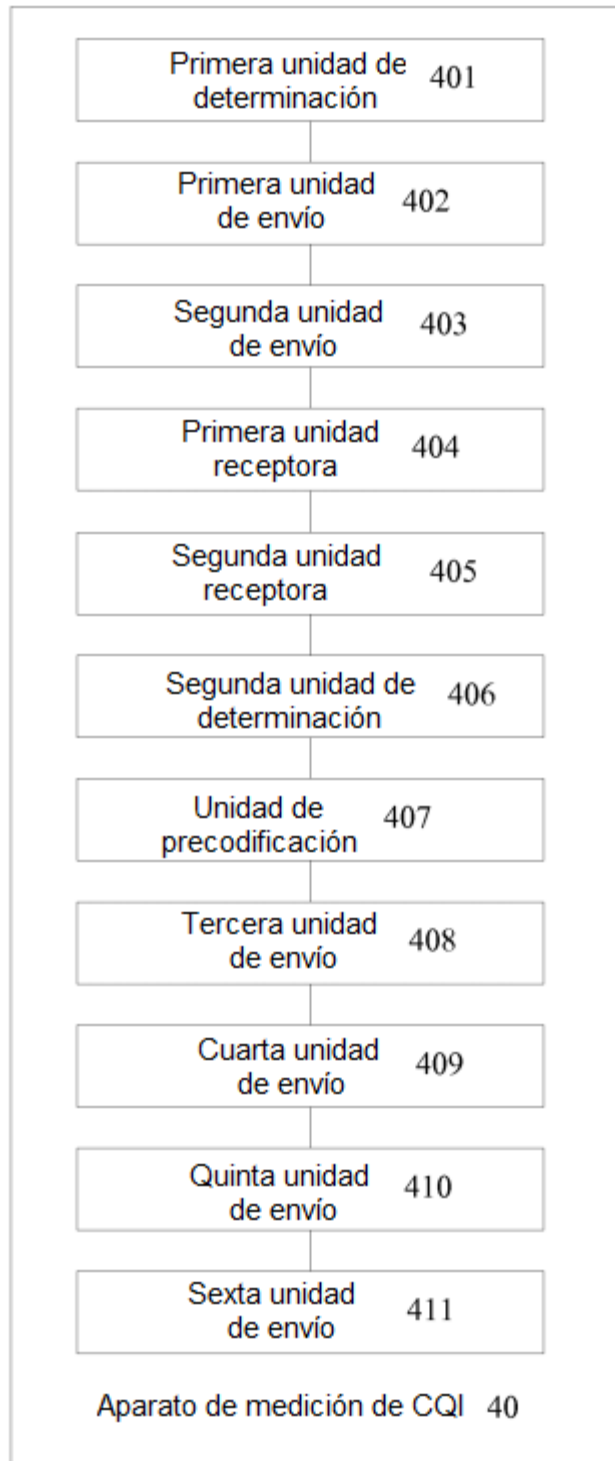 Primera unidad de 401
determinación
Primera unidad 402
de envío
Segunda unidad 403
de envío
Primera unidad 404
receptora
Segunda unidad 405
receptora
Segunda unidad de 406
determinación
Unidad de 407
precodificación
Tercera unidad 408
de envío
Cuarta unidad 409
de envío
Quinta unidad 410
de envío
Sexta unidad 411
de envío
Aparato de medición de CQI 40